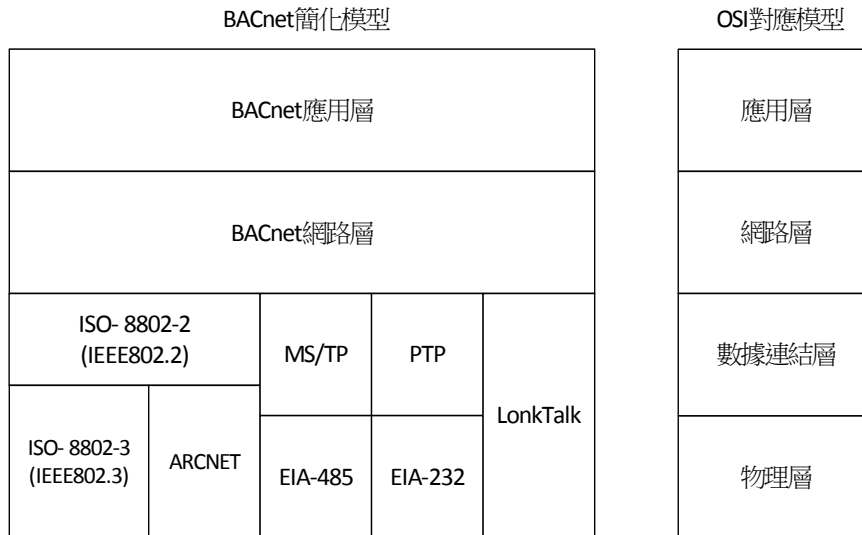 BACnet簡化模型
OSI對應模型
BACnet應用層
應用層
BACnet網路層
網路層
ISO- 8802-2
(IEEE802.2)
MS/TP
PTP
數據連結層
LonkTalk
ISO- 8802-3
(IEEE802.3)
ARCNET
EIA-485
EIA-232
物理層